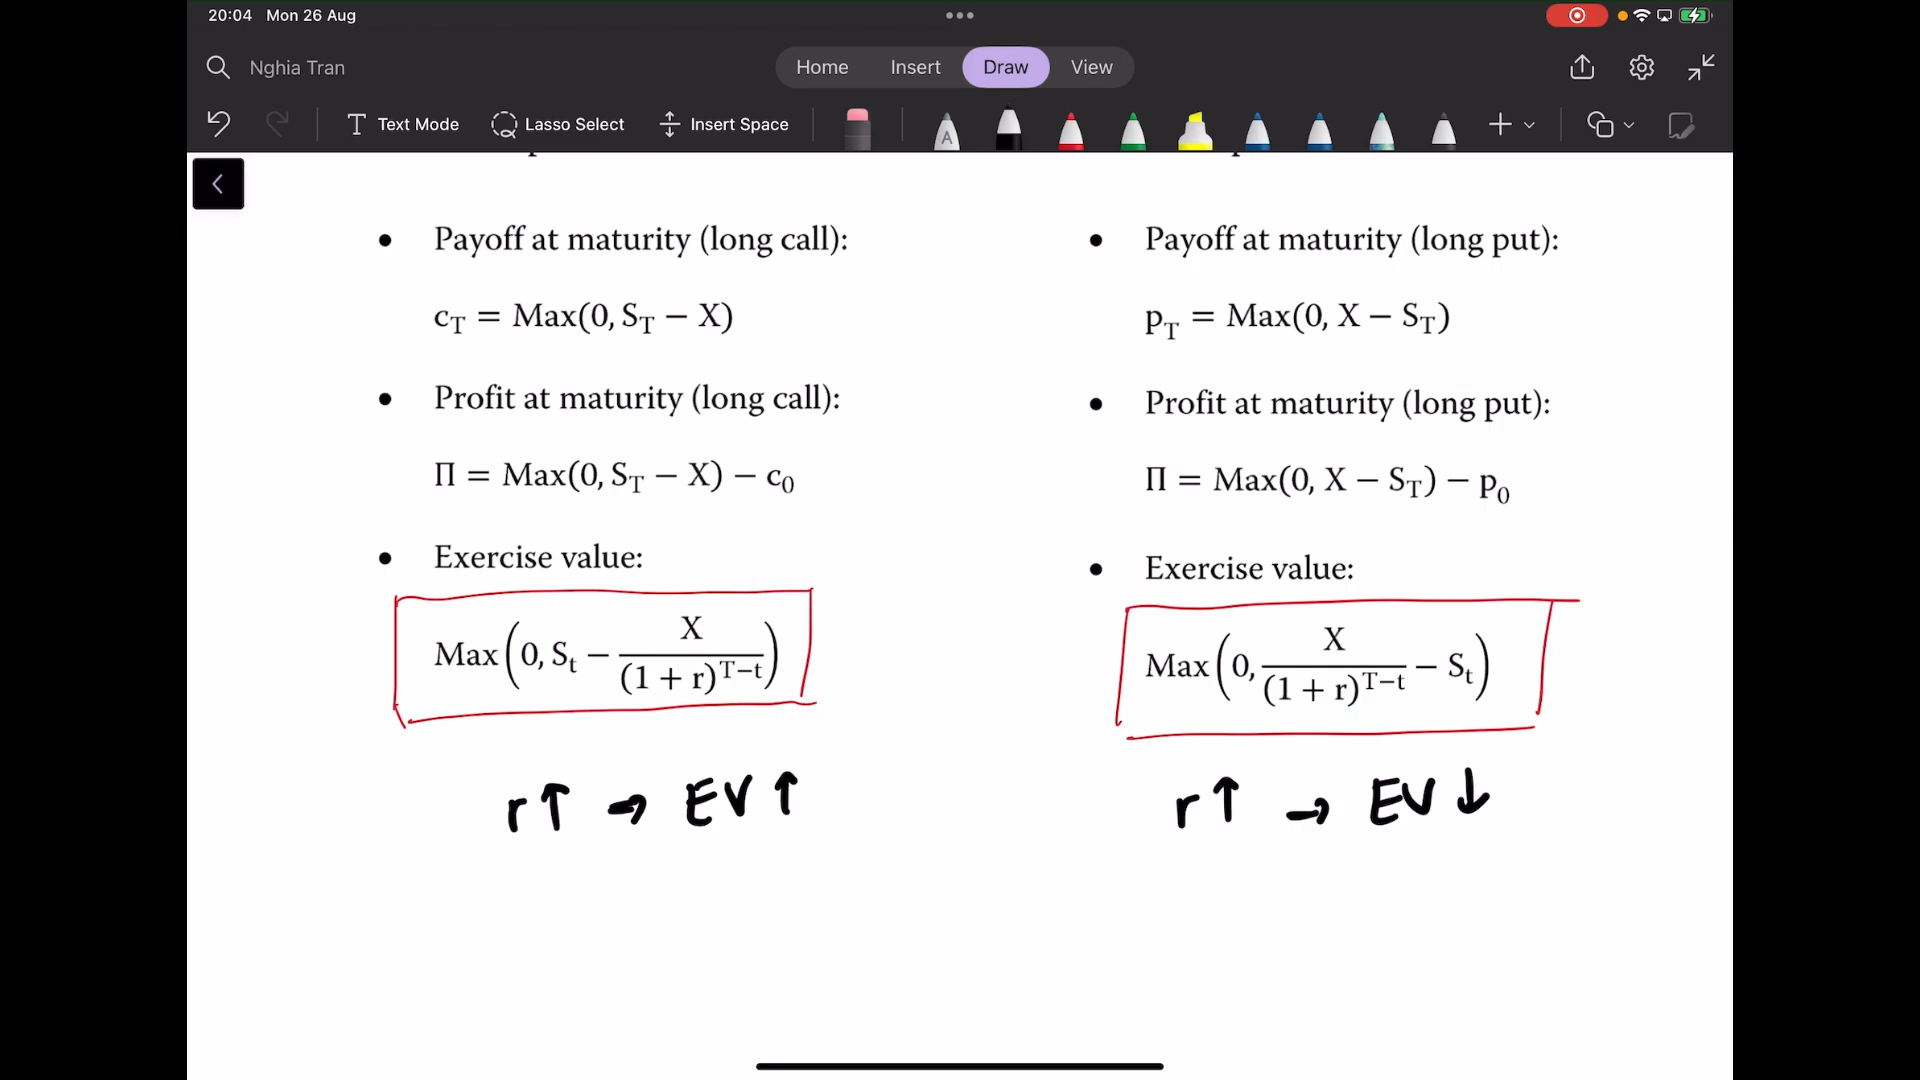 20:04 Mon 26 Aug
Nghia Tran
Home Insert Draw View
Text Mode Lasso Select Insert Space
A
• Payoff at maturity (long call):
c_T = Max(0, S_T − X)
• Profit at maturity (long call):
Π = Max(0, S_T − X) − c_0
• Exercise value:
Max(0, S_t − X/(1 + r)^{T−t})
r↑ → EV↑
• Payoff at maturity (long put):
p_T = Max(0, X − S_T)
• Profit at maturity (long put):
Π = Max(0, X − S_T) − p_0
• Exercise value:
Max(0, X/(1 + r)^{T−t} − S_t)
r↑ → EV↓